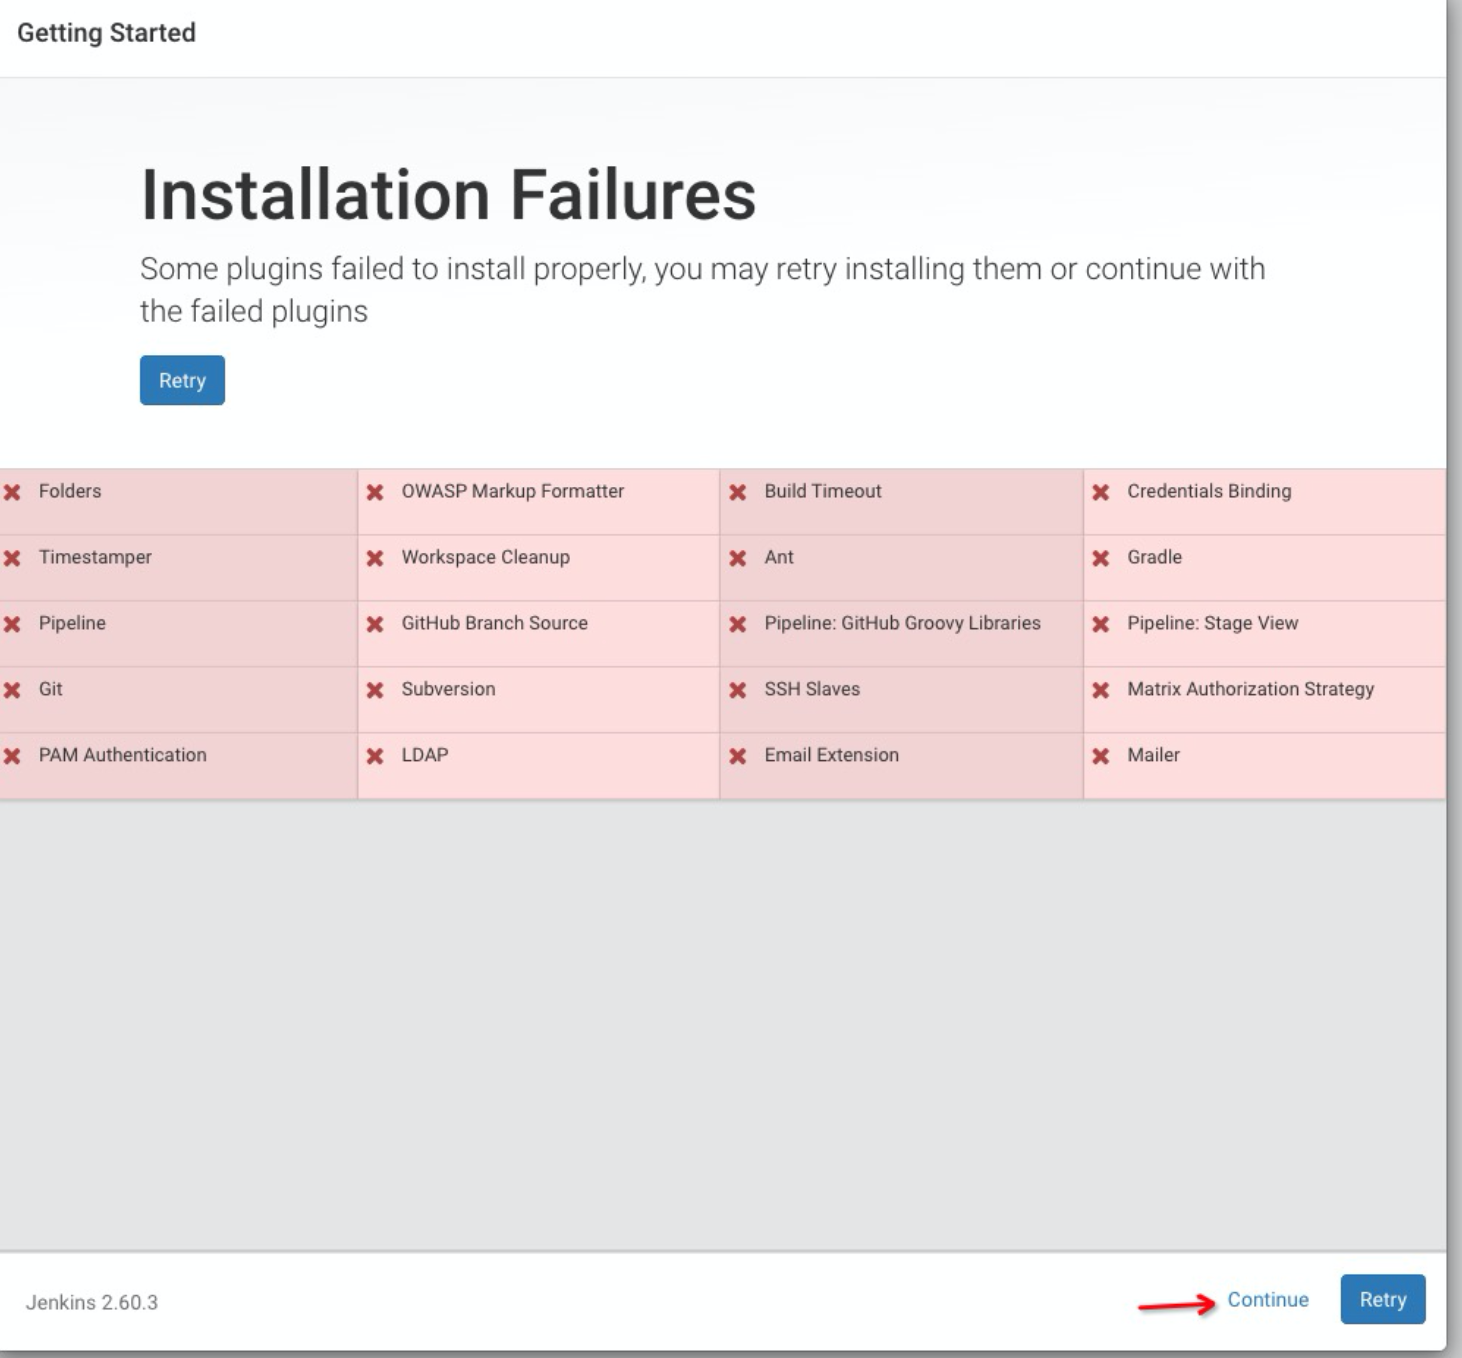 Getting Started
Installation Failures
Some plugins failed to install properly, you may retry installing them or continue with
the failed plugins
Retry
Folders
OWASP Markup Formatter
Build Timeout
Credentials Binding
Timestamper
Workspace Cleanup
Ant
Gradle
Pipeline
GitHub Branch Source
Pipeline: GitHub Groovy Libraries
Pipeline: Stage View
Git
Subversion
SSH Slaves
Matrix Authorization Strategy
PAM Authentication
LDAP
Email Extension
Mailer
Jenkins 2.60.3
Continue
Retry